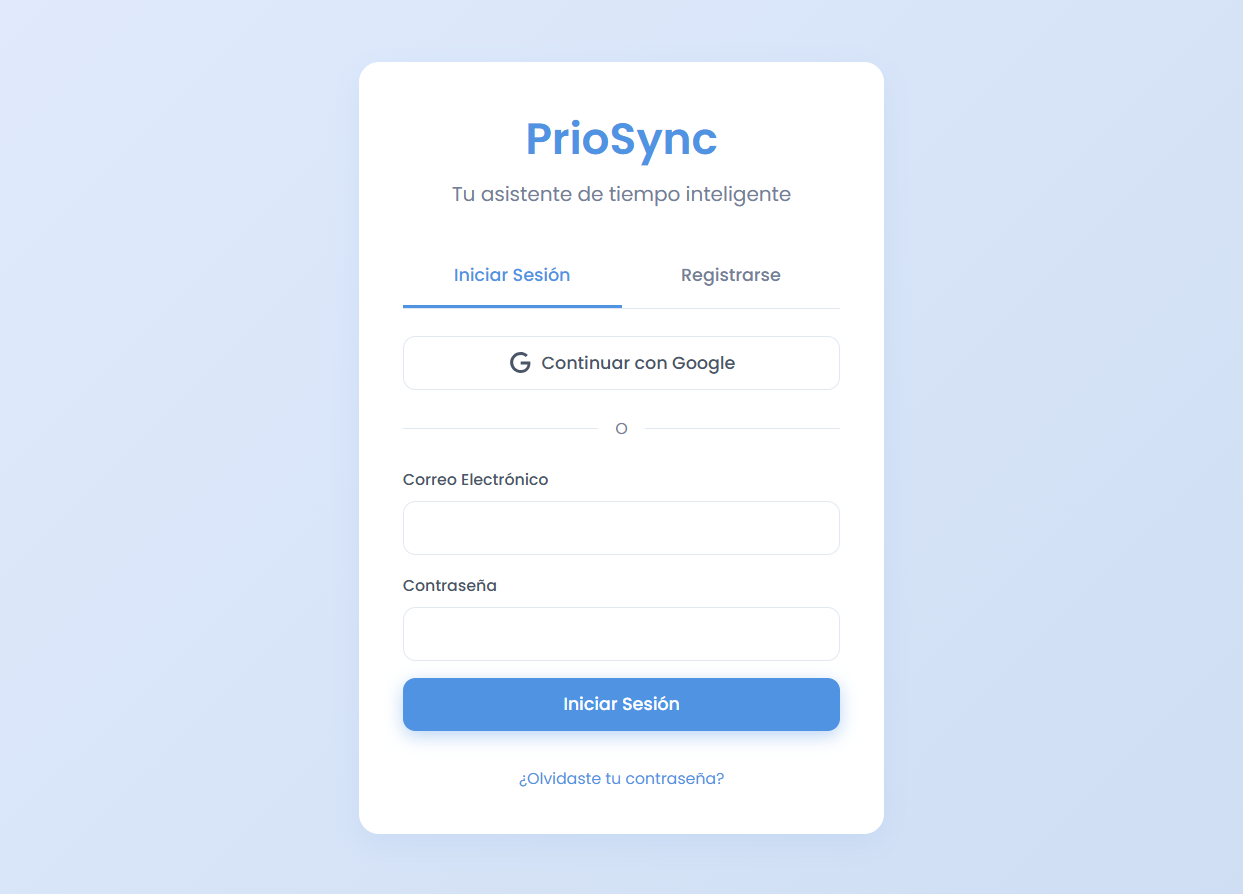 PrioSync
Tu asistente de tiempo inteligente
Iniciar Sesión
Registrarse
Continuar con Google
O
Correo Electrónico
Contraseña
Iniciar Sesión
¿Olvidaste tu contraseña?